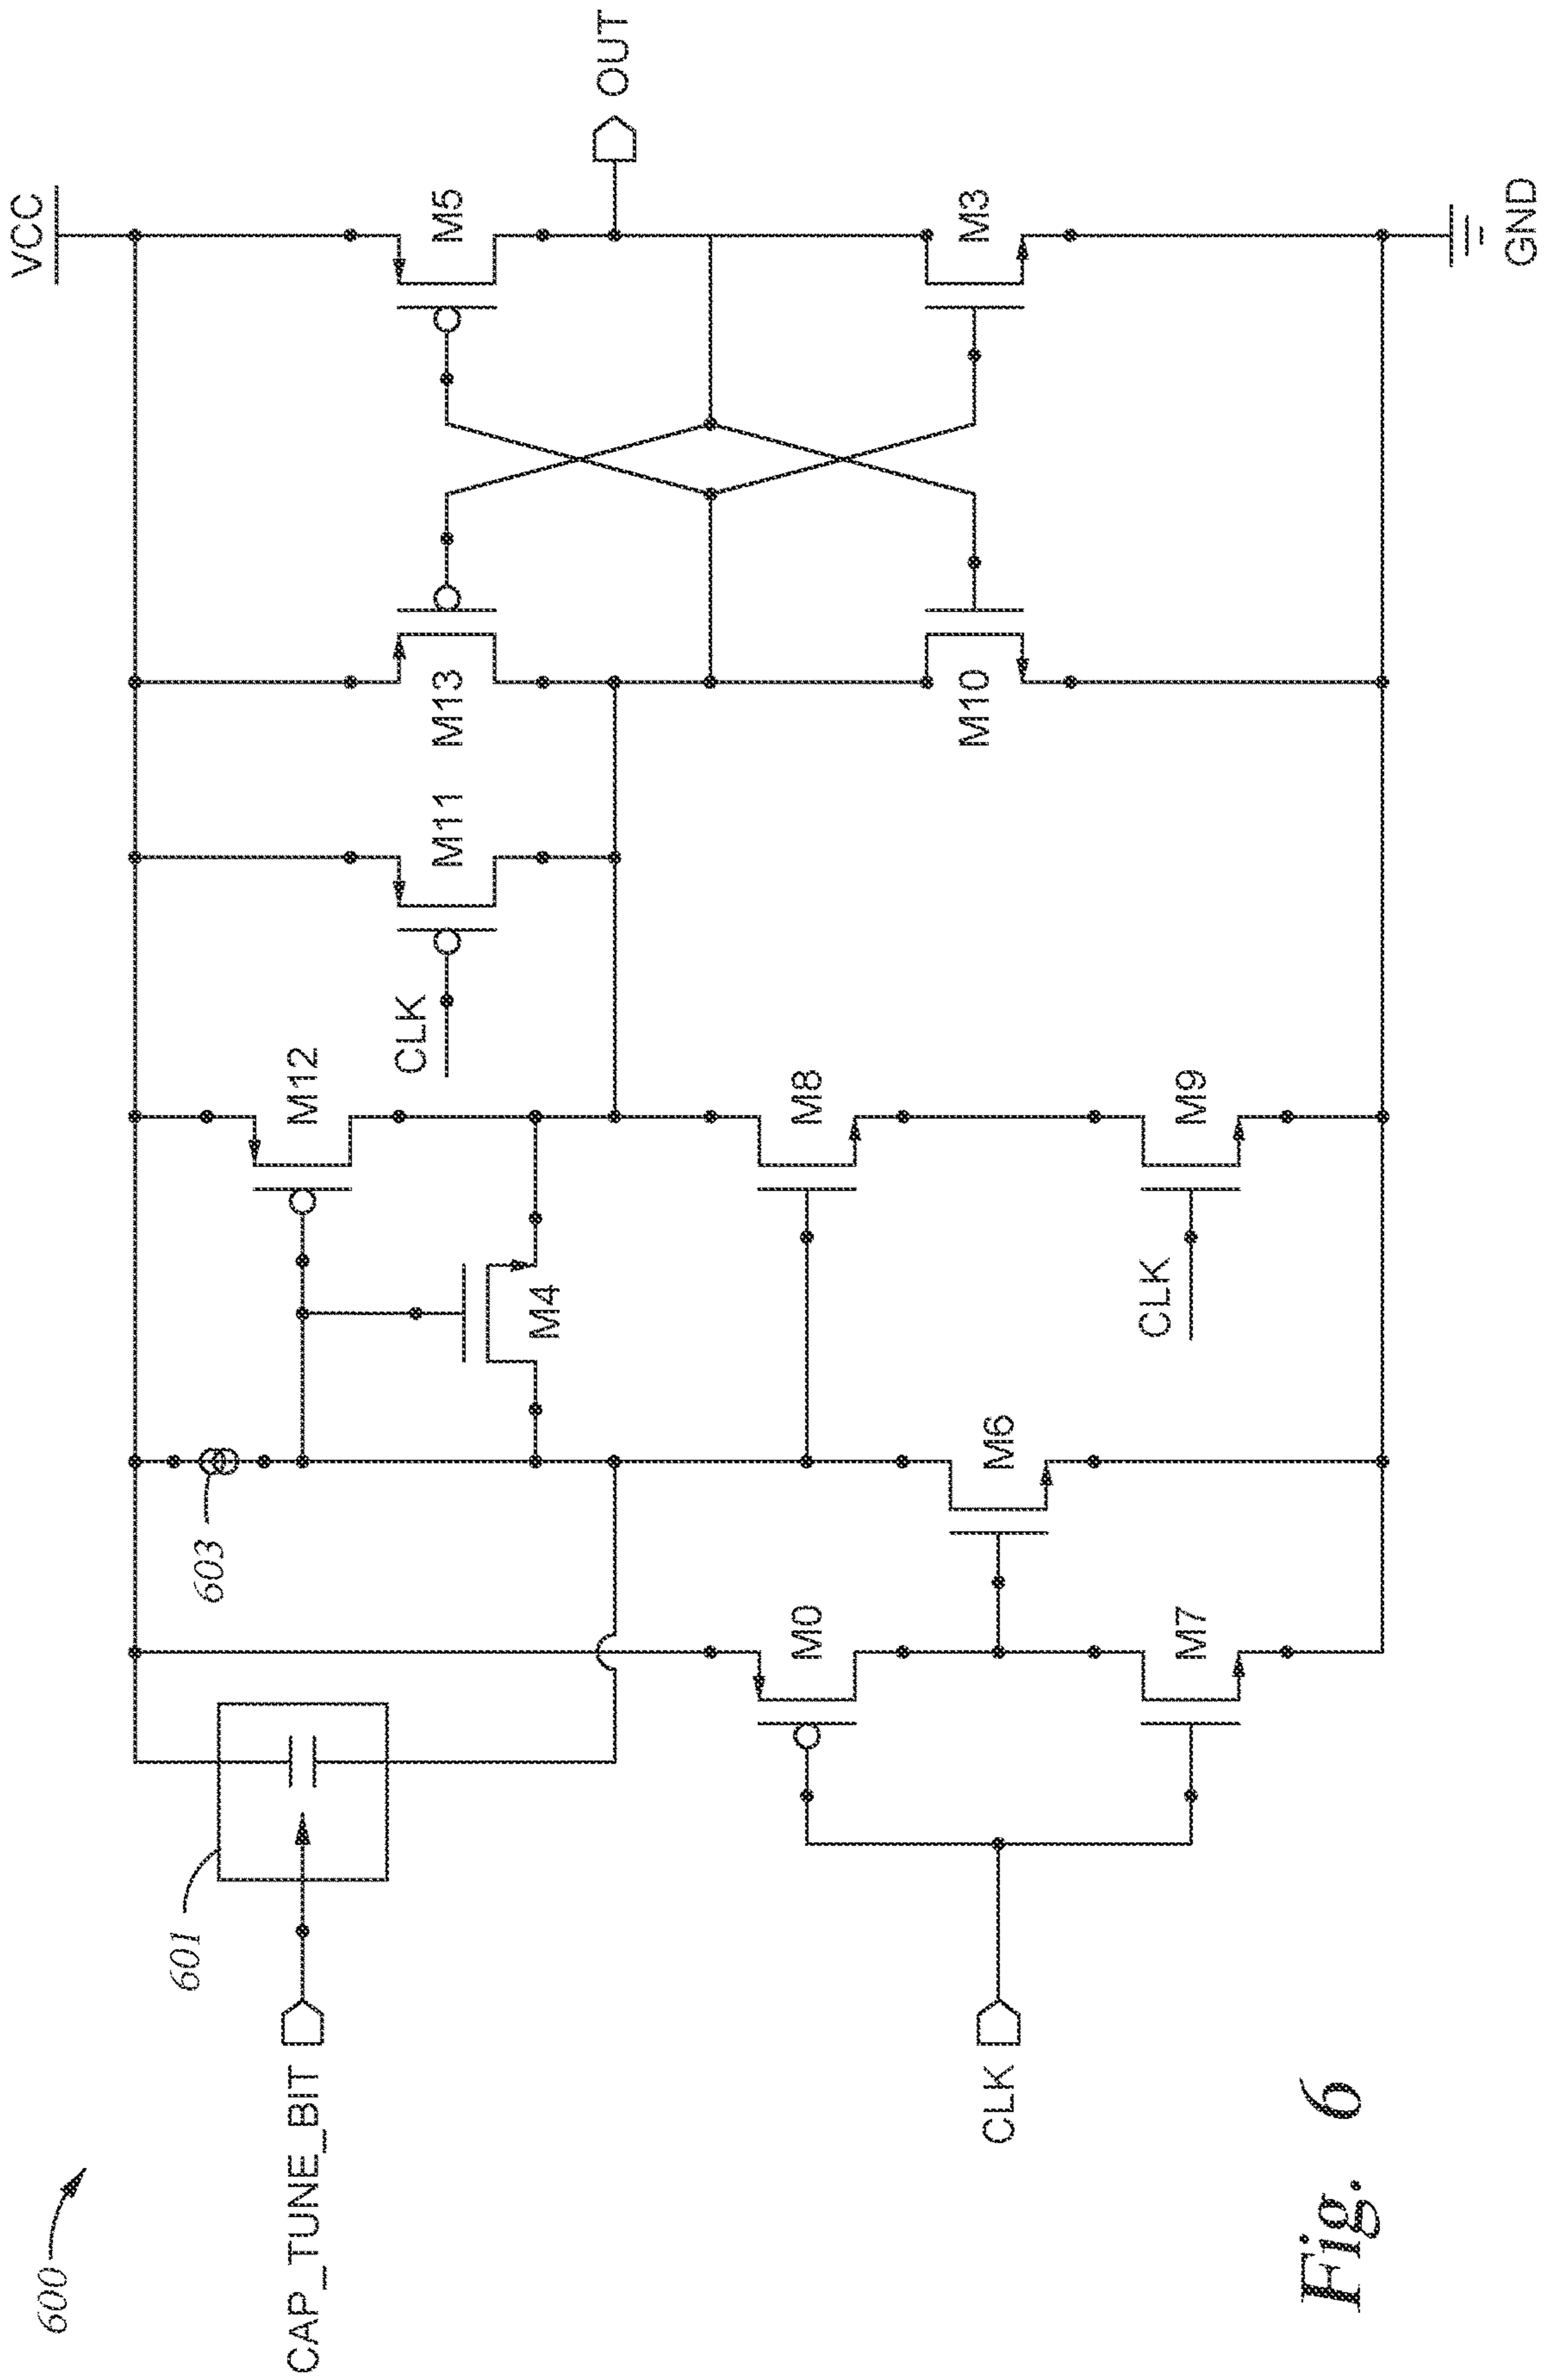 600
CAP_TUNE_BIT
601
603
VCC
M12
M4
CLK
M11
M13
M5
OUT
M0
M6
M8
M7
CLK
M9
CLK
M10
M3
GND
Fig. 6